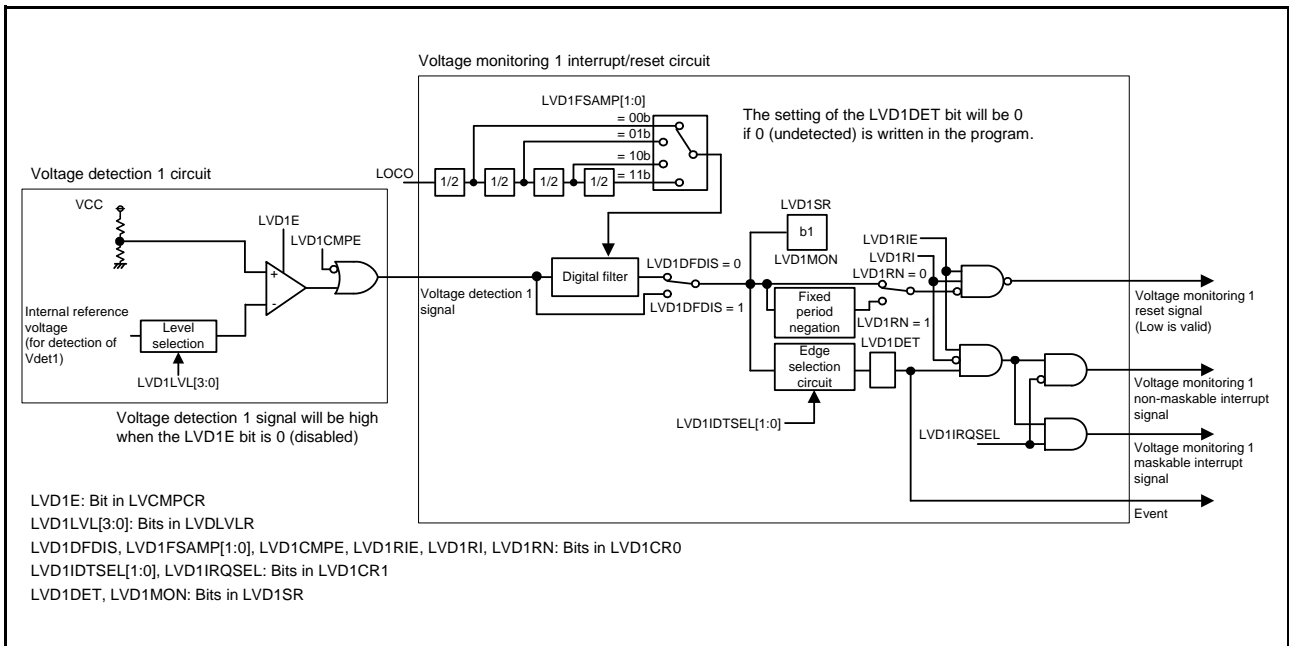 Voltage monitoring 1 interrupt/reset circuit
LVD1FSAMP[1:0]
= 00b
= 01b
= 10b
= 11b
The setting of the LVD1DET bit will be 0
if 0 (undetected) is written in the program.
LOCO
1/2
1/2
1/2
1/2
Voltage detection 1 circuit
VCC
LVD1E
LVD1CMPE
+
-
Internal reference
voltage
(for detection of
Vdet1)
Level
selection
LVD1LVL[3:0]
Voltage detection 1 signal will be high
when the LVD1E bit is 0 (disabled)
Voltage detection 1
signal
Digital filter
LVD1DFDIS = 0
LVD1DFDIS = 1
LVD1SR
b1
LVD1MON
LVD1RIE
LVD1RI
LVD1RN = 0
Fixed
period
negation
LVD1RN = 1
Edge
selection
circuit
LVD1DET
LVD1IDTSEL[1:0]
LVD1IRQSEL
Voltage monitoring 1
reset signal
(Low is valid)
Voltage monitoring 1
non-maskable interrupt
signal
Voltage monitoring 1
maskable interrupt
signal
Event
LVD1E: Bit in LVCMPCR
LVD1LVL[3:0]: Bits in LVDLVLR
LVD1DFDIS, LVD1FSAMP[1:0], LVD1CMPE, LVD1RIE, LVD1RI, LVD1RN: Bits in LVD1CR0
LVD1IDTSEL[1:0], LVD1IRQSEL: Bits in LVD1CR1
LVD1DET, LVD1MON: Bits in LVD1SR